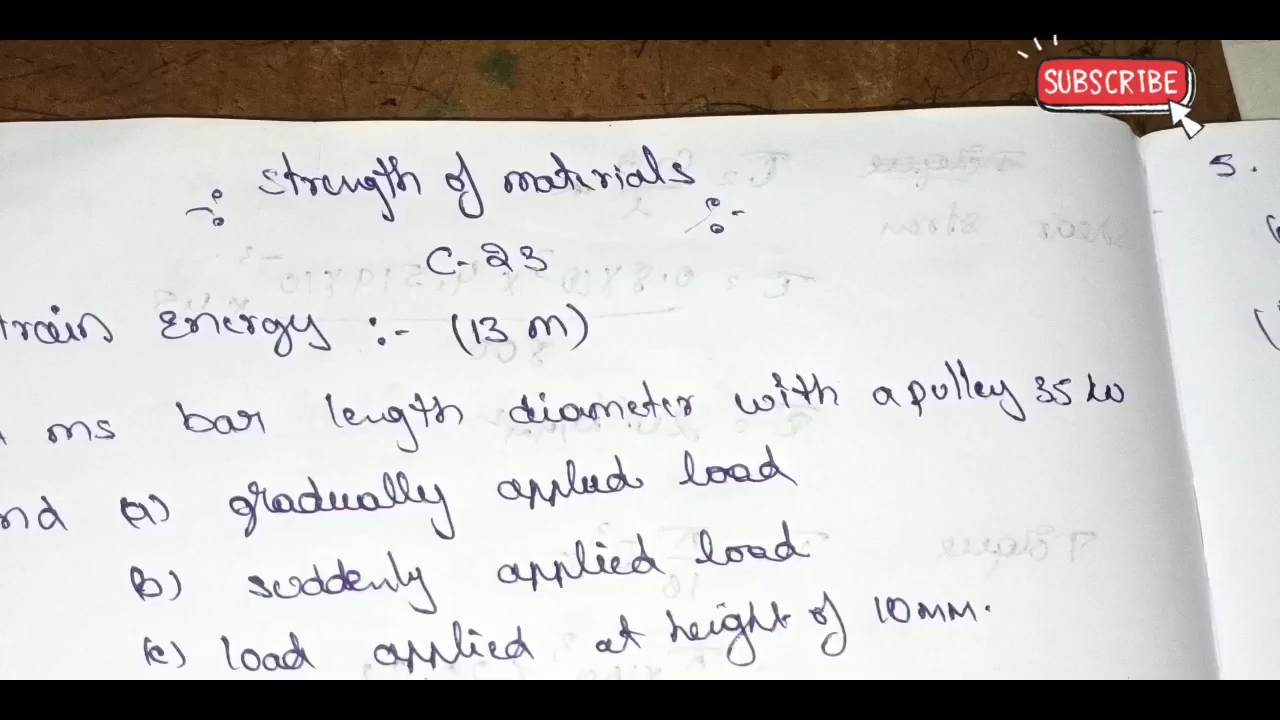 SUBSCRIBE
strength of materials
C-23
train Energy :- (13 m)
ms bar length diameter with a pulley 35 to
nd (a) gradually applied load
(b) suddenly applied load
(c) load applied at height of 10mm.
5.